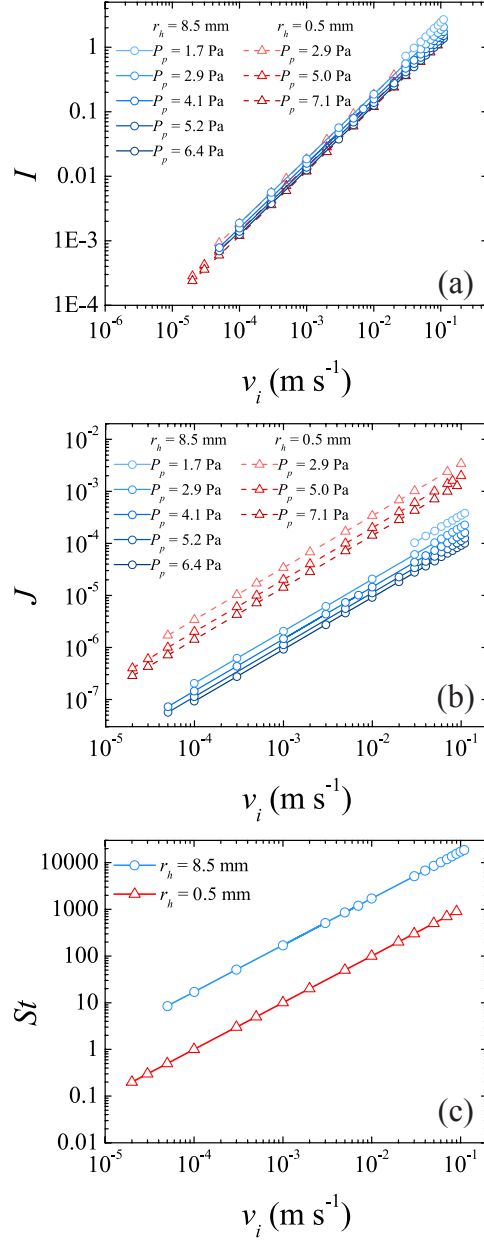 r_h = 8.5 mm r_h = 0.5 mm
P_p = 1.7 Pa P_p = 2.9 Pa
P_p = 2.9 Pa P_p = 5.0 Pa
P_p = 4.1 Pa P_p = 7.1 Pa
P_p = 5.2 Pa
P_p = 6.4 Pa
1
0.1
0.01
1E-3
1E-4
I
(a)
10^-6 10^-5 10^-4 10^-3 10^-2 10^-1 10^0
v_i (m s^-1)
r_h = 8.5 mm r_h = 0.5 mm
P_p = 1.7 Pa P_p = 2.9 Pa
P_p = 2.9 Pa P_p = 5.0 Pa
P_p = 4.1 Pa P_p = 7.1 Pa
P_p = 5.2 Pa
P_p = 6.4 Pa
10^-2
10^-3
10^-4
10^-5
10^-6
10^-7
J
(b)
10^-5 10^-4 10^-3 10^-2 10^-1
v_i (m s^-1)
r_h = 8.5 mm
r_h = 0.5 mm
10000
1000
100
10
1
0.1
0.01
St
(c)
10^-5 10^-4 10^-3 10^-2 10^-1
v_i (m s^-1)